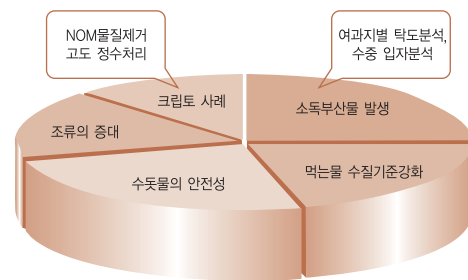 NOM물질제거
고도 정수처리
여과지별 탁도분석,
수중 입자분석
크립토 사례
소독부산물 발생
조류의 증대
수돗물의 안전성
먹는물 수질기준강화